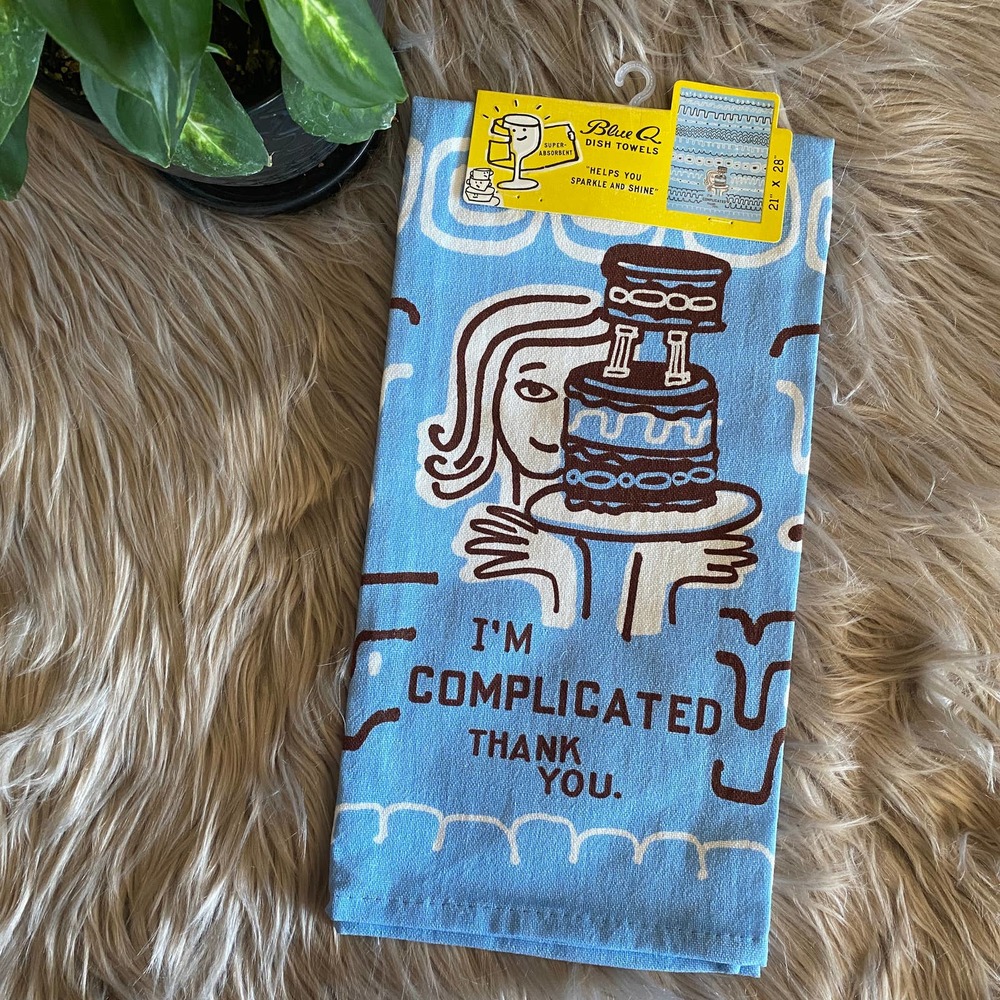 SUPER-
ABSORBENT
Blue Q
DISH TOWELS
"HELPS YOU
SPARKLE AND SHINE"
21" X 28"
I'M
COMPLICATED
THANK
YOU.